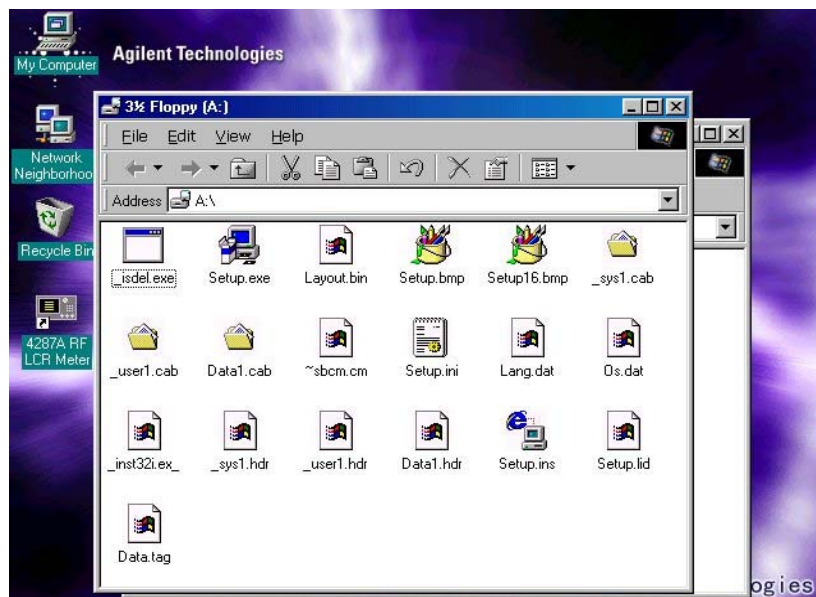 My Computer
Agilent Technologies
3½ Floppy (A:)
File Edit View Help
Address A:\
Network
Neighborhoo
Recycle Bin
4287A RF
LCR Meter
_isdel.exe Setup.exe Layout.bin Setup.bmp Setup16.bmp _sys1.cab
_user1.cab Data1.cab ~sbcm.cm Setup.ini Lang.dat Os.dat
_inst32i.ex_ _sys1.hdr _user1.hdr Data1.hdr Setup.ins Setup.lid
Data.tag
ogies